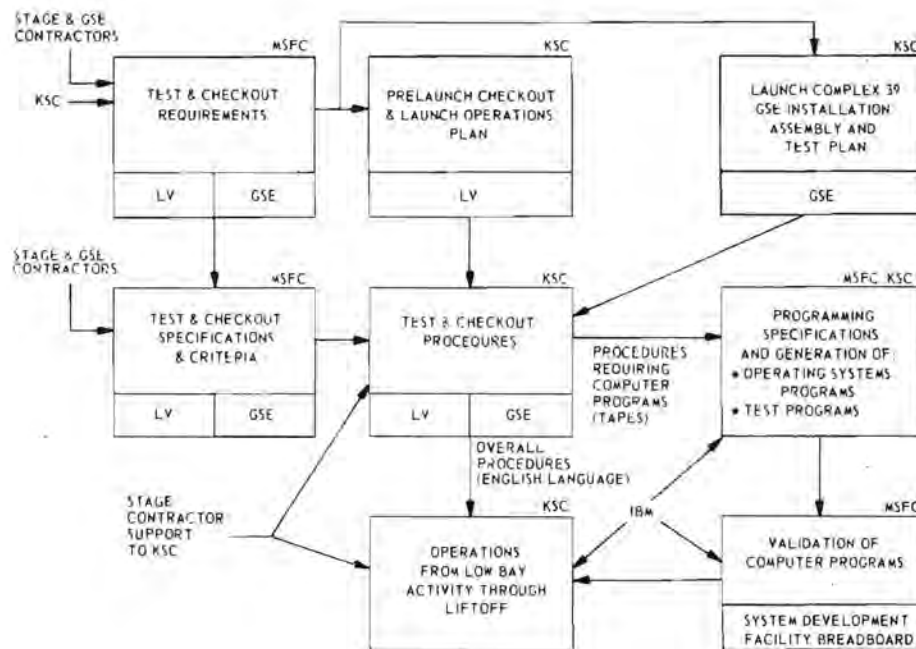 STAGE & GSE
CONTRACTORS
KSC
MSFC
TEST & CHECKOUT
REQUIREMENTS
LV
GSE
KSC
PRELAUNCH CHECKOUT
& LAUNCH OPERATIONS
PLAN
LV
KSC
LAUNCH COMPLEX 39
GSE INSTALLATION
ASSEMBLY AND
TEST PLAN
GSE
STAGE & GSE
CONTRACTORS
MSFC
TEST & CHECKOUT
SPECIFICATIONS
& CRITERIA
LV
GSE
KSC
TEST & CHECKOUT
PROCEDURES
LV
GSE
PROCEDURES
REQUIRING
COMPUTER
PROGRAMS
(TAPES)
MSFC KSC
PROGRAMMING
SPECIFICATIONS
AND GENERATION OF:
• OPERATING SYSTEMS
PROGRAMS
• TEST PROGRAMS
OVERALL
PROCEDURES
(ENGLISH LANGUAGE)
STAGE
CONTRACTOR
SUPPORT
TO KSC
KSC
OPERATIONS
FROM LOW BAY
ACTIVITY THROUGH
LIFTOFF
IBM
MSFC
VALIDATION OF
COMPUTER PROGRAMS
SYSTEM DEVELOPMENT
FACILITY BREADBOARD